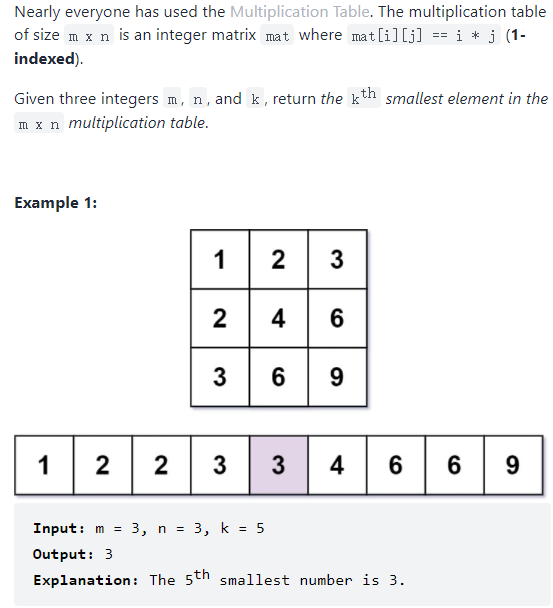 Nearly everyone has used the Multiplication Table. The multiplication table
of size m x n is an integer matrix mat where mat[i][j] == i * j (1-
indexed).
Given three integers m, n, and k, return the kth smallest element in the
m x n multiplication table.
Example 1:
1 2 3
2 4 6
3 6 9
1 2 2 3 3 4 6 6 9
Input: m = 3, n = 3, k = 5
Output: 3
Explanation: The 5th smallest number is 3.